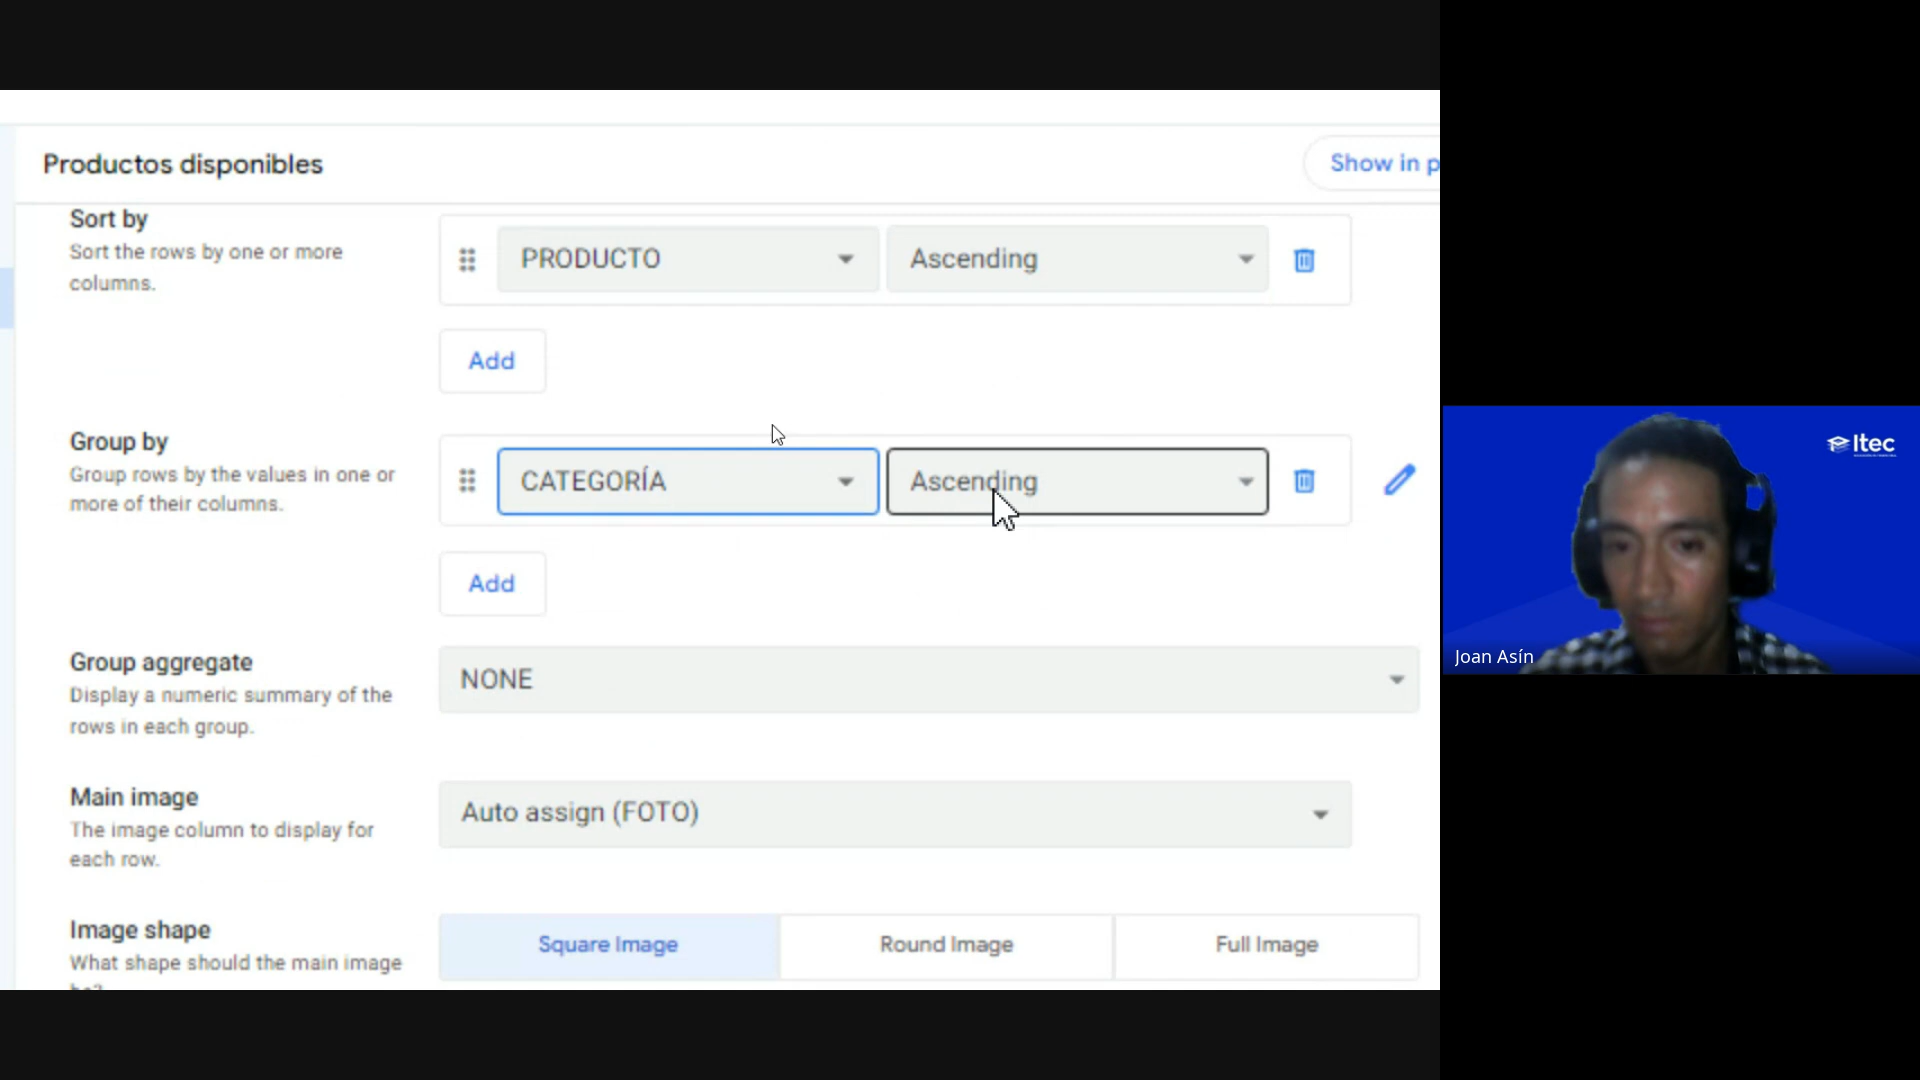 Productos disponibles
Show in p
Sort by
Sort the rows by one or more
columns.
PRODUCTO
Ascending
Add
Group by
Group rows by the values in one or
more of their columns.
CATEGORÍA
Ascending
Add
Group aggregate
Display a numeric summary of the
rows in each group.
NONE
Main image
The image column to display for
each row.
Auto assign (FOTO)
Image shape
What shape should the main image
be?
Square Image
Round Image
Full Image
Itec
Joan Asín